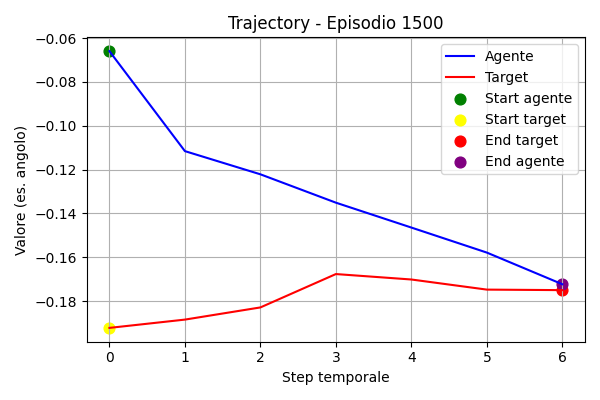 Trajectory - Episodio 1500
Valore (es. angolo)
−0.06
−0.08
−0.10
−0.12
−0.14
−0.16
−0.18
Agente
Target
Start agente
Start target
End target
End agente
0 1 2 3 4 5 6
Step temporale